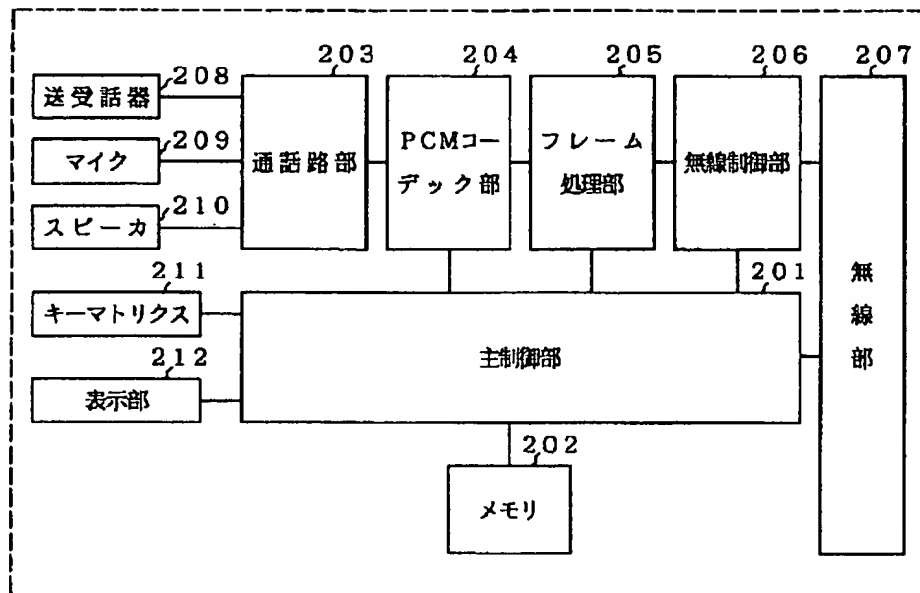 203
204
205
206
207
208
送受話器
209
マイク
210
スピーカ
通話路部
PCMコー
デック部
フレーム
処理部
無線制御部
無線部
211
キーマトリクス
201
主制御部
212
表示部
202
メモリ